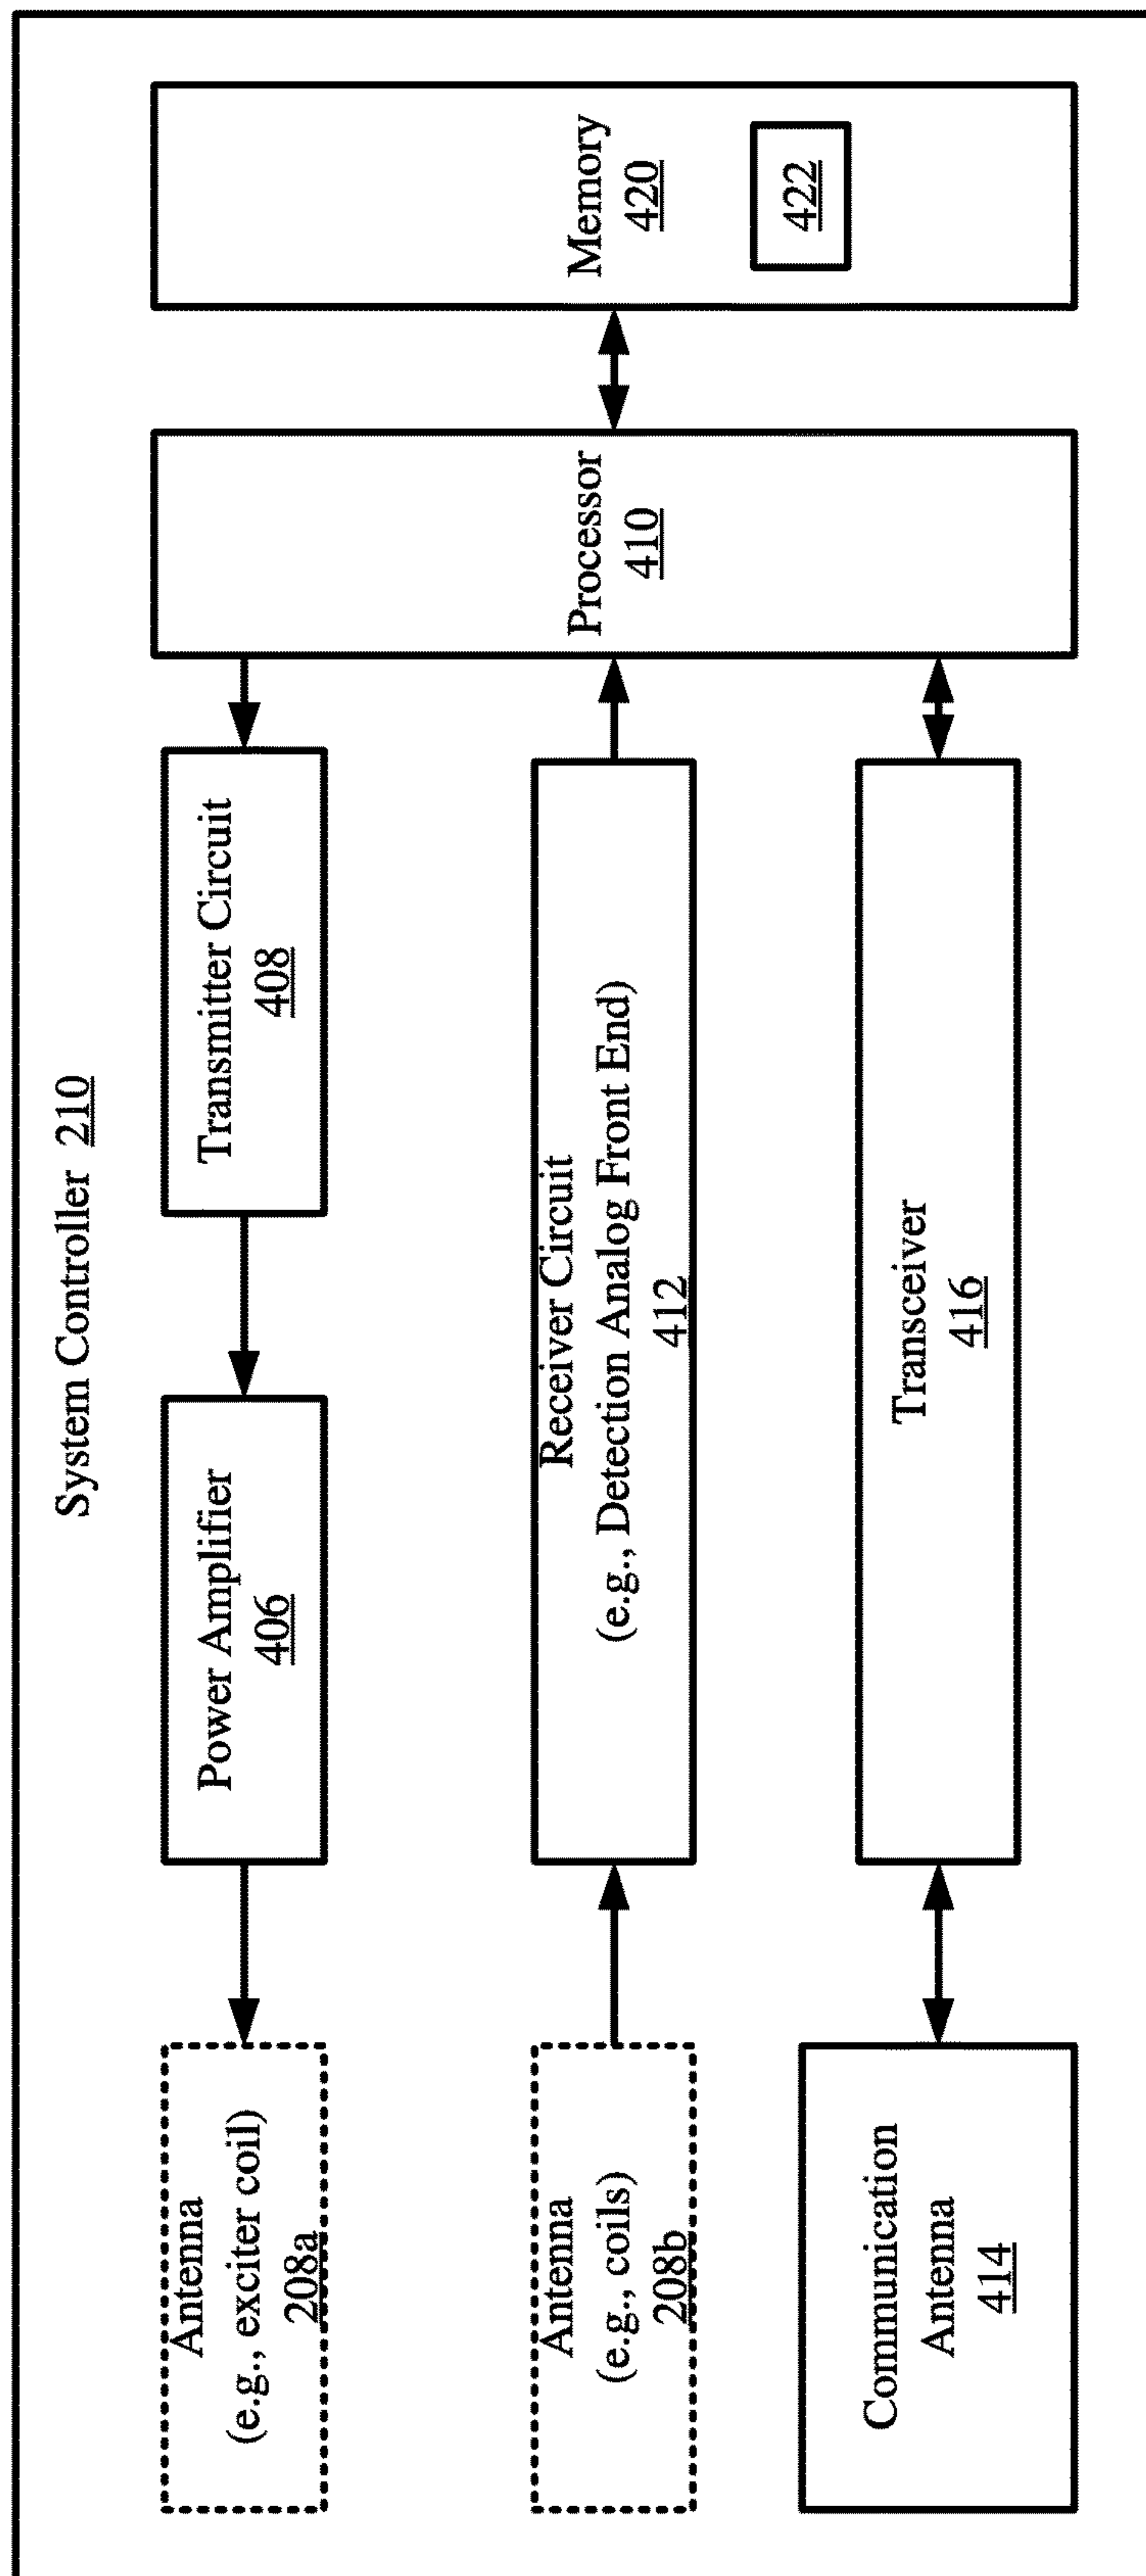 System Controller 210
Antenna
(e.g., exciter coil)
208a
Power Amplifier
406
Transmitter Circuit
408
Antenna
(e.g., coils)
208b
Receiver Circuit
(e.g., Detection Analog Front End)
412
Communication
Antenna
414
Transceiver
416
Processor
410
Memory
420
422